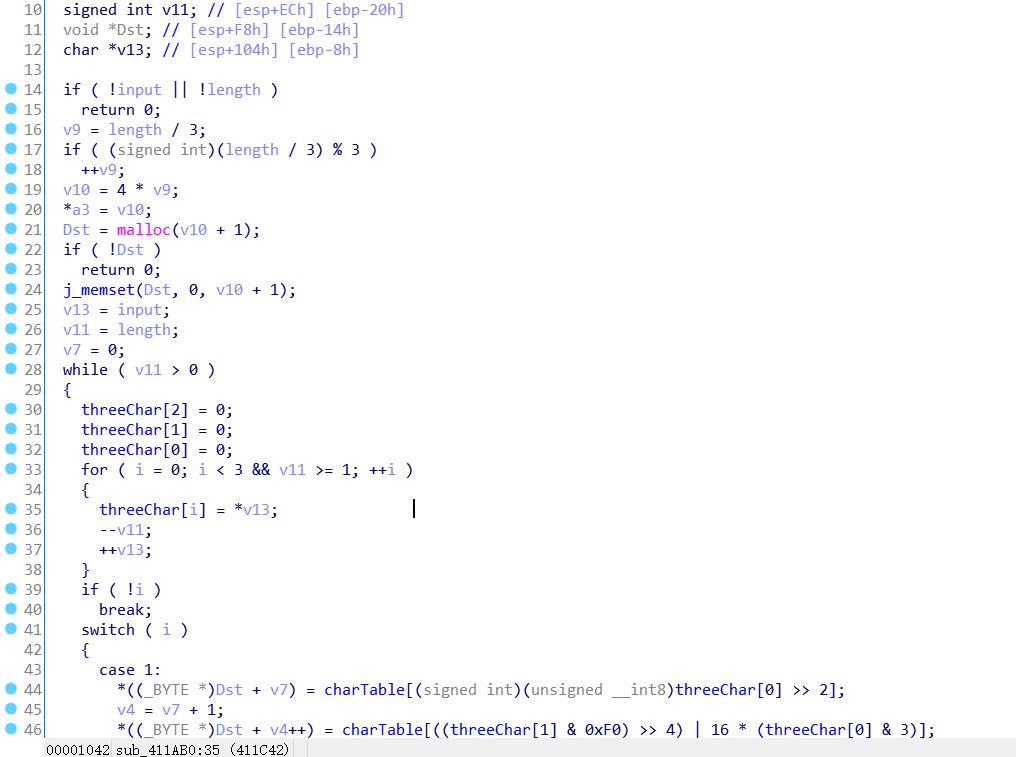 10 signed int v11; // [esp+ECh] [ebp-20h]
11 void *Dst; // [esp+F8h] [ebp-14h]
12 char *v13; // [esp+104h] [ebp-8h]
13
14 if ( !input || !length )
15   return 0;
16 v9 = length / 3;
17 if ( (signed int)(length / 3) % 3 )
18   ++v9;
19 v10 = 4 * v9;
20 *a3 = v10;
21 Dst = malloc(v10 + 1);
22 if ( !Dst )
23   return 0;
24 j_memset(Dst, 0, v10 + 1);
25 v13 = input;
26 v11 = length;
27 v7 = 0;
28 while ( v11 > 0 )
29 {
30   threeChar[2] = 0;
31   threeChar[1] = 0;
32   threeChar[0] = 0;
33   for ( i = 0; i < 3 && v11 >= 1; ++i )
34   {
35     threeChar[i] = *v13;
36     --v11;
37     ++v13;
38   }
39   if ( !i )
40     break;
41   switch ( i )
42   {
43     case 1:
44       *((_BYTE *)Dst + v7) = charTable[(signed int)(unsigned __int8)threeChar[0] >> 2];
45       v4 = v7 + 1;
46       *((_BYTE *)Dst + v4++) = charTable[((threeChar[1] & 0xF0) >> 4) | 16 * (threeChar[0] & 3)];
00001042 sub_411AB0:35 (411C42)